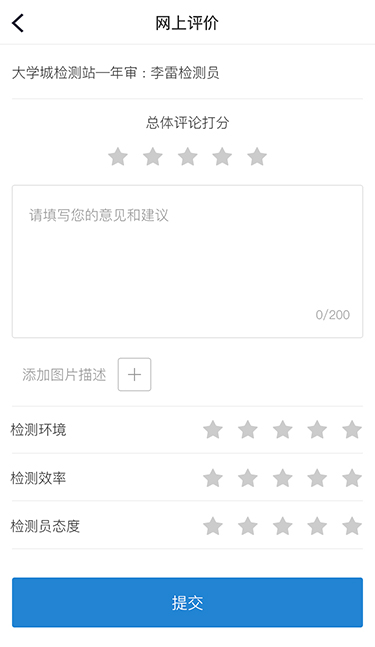 网上评价
大学城检测站一年审：李雷检测员
总体评论打分
请填写您的意见和建议
0/200
添加图片描述
检测环境
检测效率
检测员态度
提交